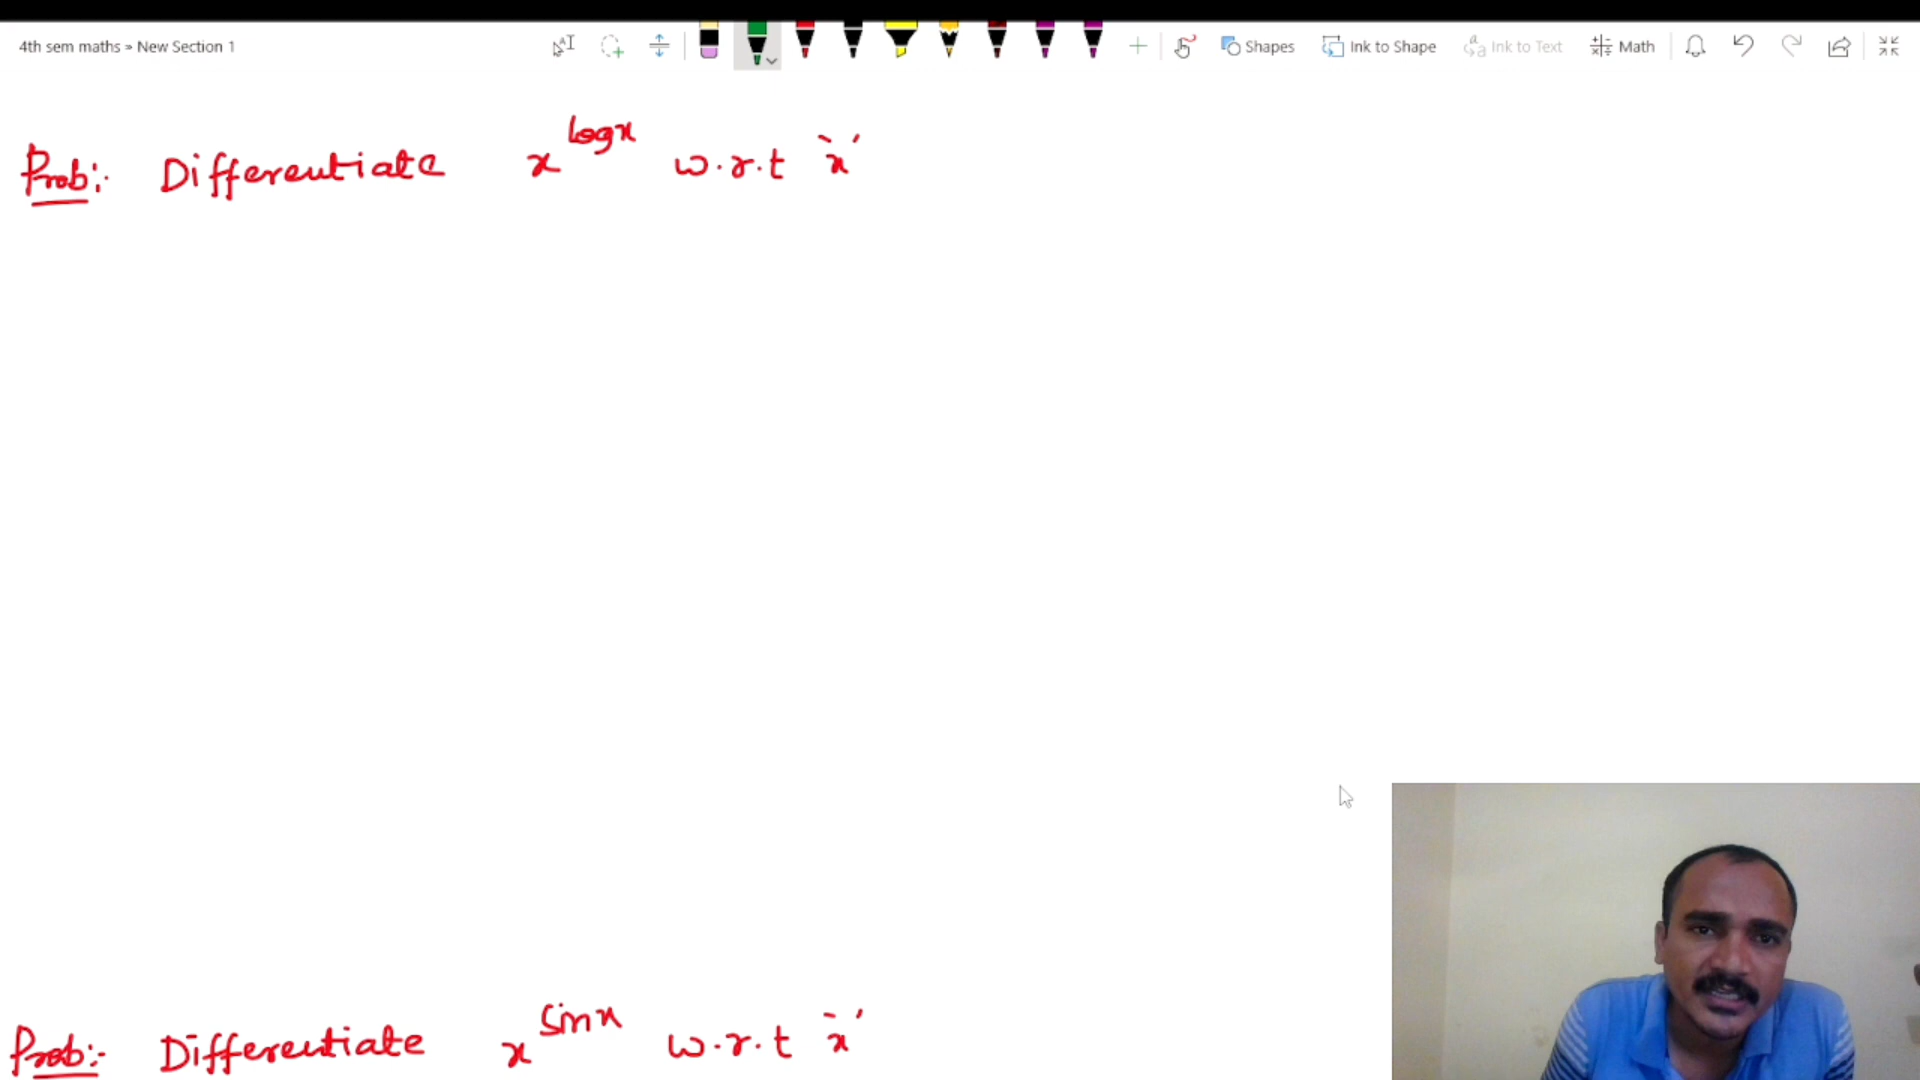 4th sem maths » New Section 1 Shapes Ink to Shape Ink to Text Math
Prob:- Differentiate x^logx w.r.t 'x'
Prob:- Differentiate x^sinx w.r.t 'x'